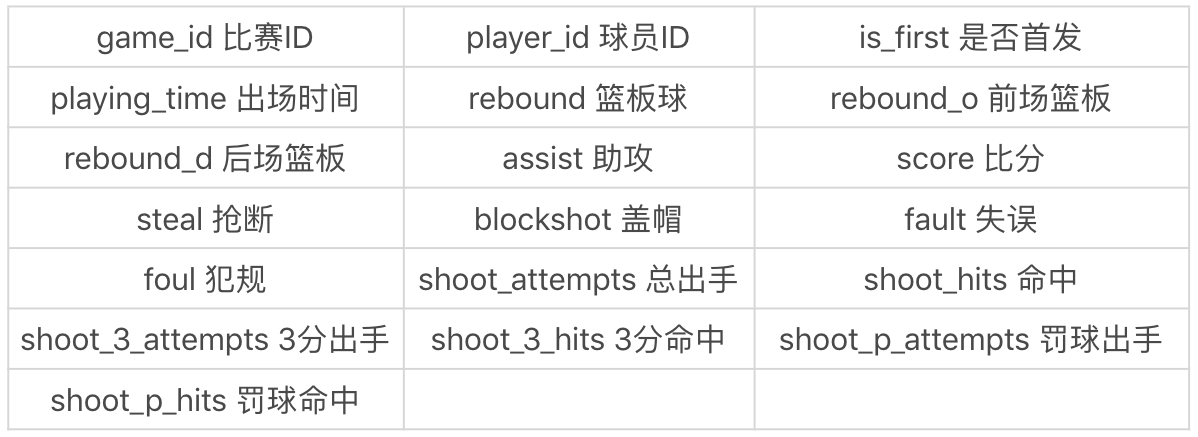 game_id 比赛ID player_id 球员ID is_first 是否首发
playing_time 出场时间 rebound 篮板球 rebound_o 前场篮板
rebound_d 后场篮板 assist 助攻 score 比分
steal 抢断 blockshot 盖帽 fault 失误
foul 犯规 shoot_attempts 总出手 shoot_hits 命中
shoot_3_attempts 3分出手 shoot_3_hits 3分命中 shoot_p_attempts 罚球出手
shoot_p_hits 罚球命中